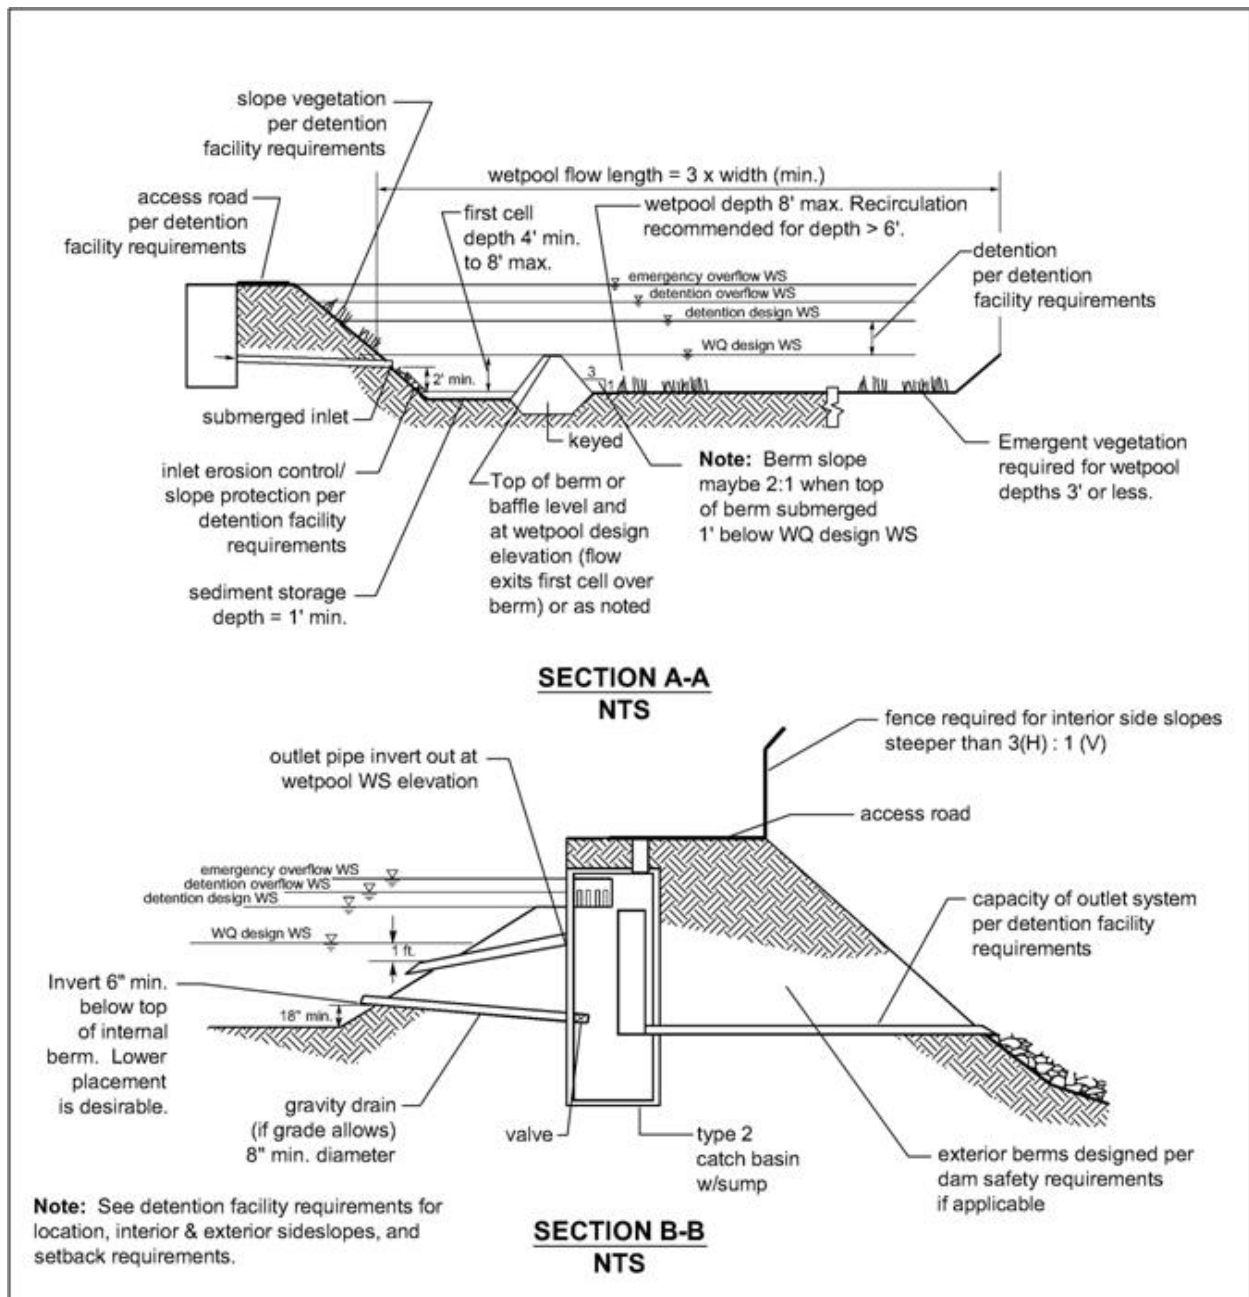 slope vegetation
per detention
facility requirements
wetpool flow length = 3 x width (min.)
access road
per detention
facility requirements
first cell
depth 4' min.
to 8' max.
wetpool depth 8' max. Recirculation
recommended for depth > 6'.
detention
per detention
facility requirements
emergency overflow WS
detention overflow WS
detention design WS
WQ design WS
2' min.
3
1
submerged inlet
keyed
inlet erosion control/
slope protection per
detention facility
requirements
Top of berm or
baffle level and
at wetpool design
elevation (flow
exits first cell over
berm) or as noted
Note: Berm slope
maybe 2:1 when top
of berm submerged
1' below WQ design WS
Emergent vegetation
required for wetpool
depths 3' or less.
sediment storage
depth = 1' min.
SECTION A-A
NTS
fence required for interior side slopes
steeper than 3(H) : 1 (V)
outlet pipe invert out at
wetpool WS elevation
access road
emergency overflow WS
detention overflow WS
detention design WS
WQ design WS
1 ft.
capacity of outlet system
per detention facility
requirements
Invert 6" min.
below top
of internal
berm. Lower
placement
is desirable.
18" min.
gravity drain
(if grade allows)
8" min. diameter
valve
type 2
catch basin
w/sump
exterior berms designed per
dam safety requirements
if applicable
Note: See detention facility requirements for
location, interior & exterior sideslopes, and
setback requirements.
SECTION B-B
NTS